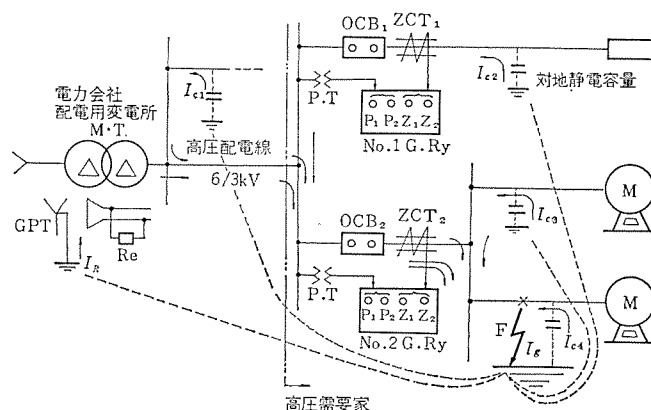 OCB₁
ZCT₁
I_c1
I_c2
対地静電容量
P.T
P₁ P₂ Z₁ Z₂
No.1 G.Ry
電力会社
配電用変電所
M・T.
高圧配電線
6/3kV
GPT
Re
I_R
OCB₂
ZCT₂
I_c3
M
P.T
P₁ P₂ Z₁ Z₂
No.2 G.Ry
F
I_g
I_c4
M
高圧需要家